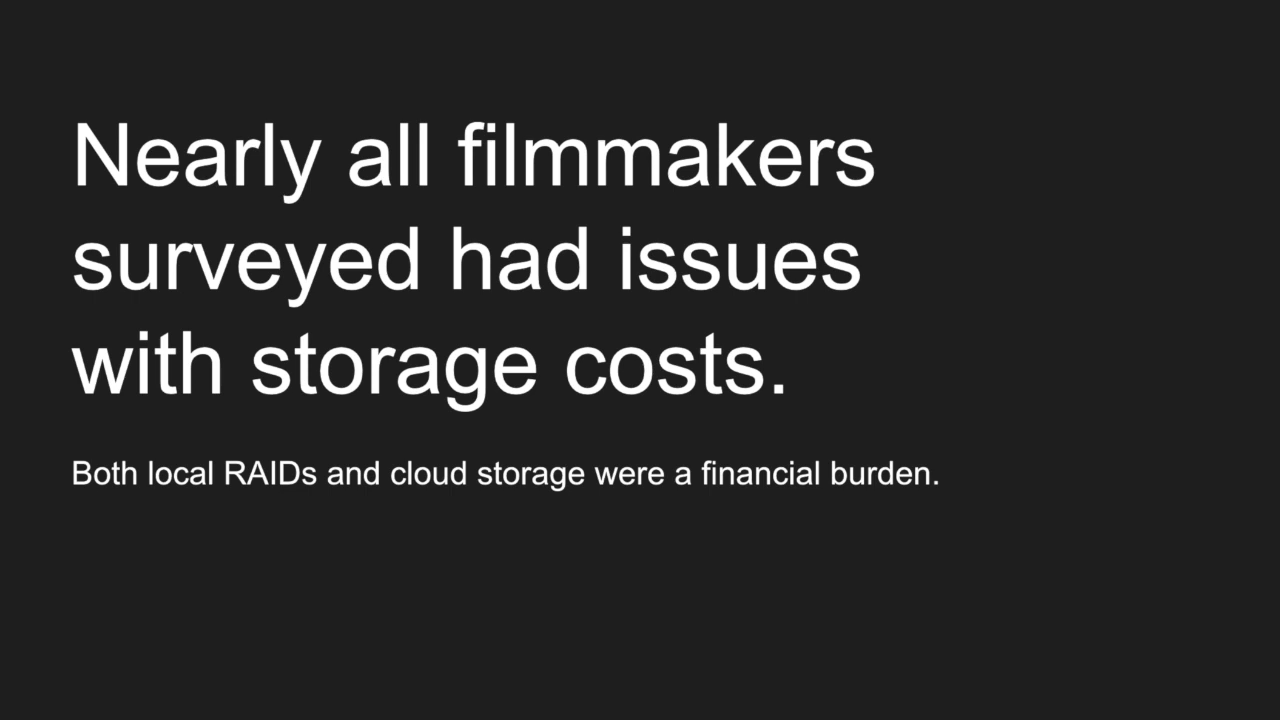 Nearly all filmmakers
surveyed had issues
with storage costs.
Both local RAIDs and cloud storage were a financial burden.